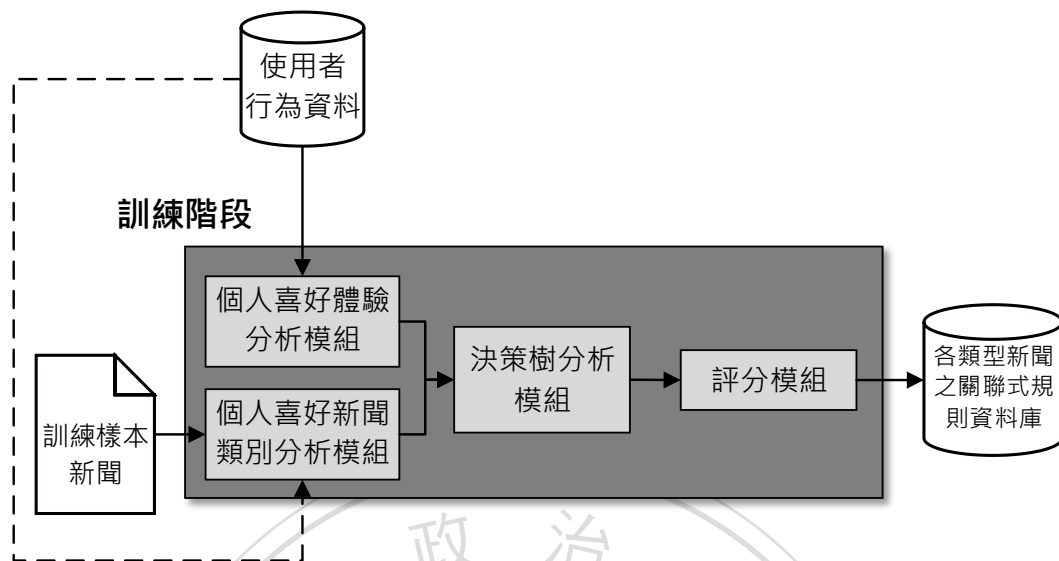 使用者
行為資料
訓練階段
個人喜好體驗
分析模組
訓練樣本
新聞
個人喜好新聞
類別分析模組
決策樹分析
模組
評分模組
各類型新聞
之關聯式規
則資料庫
政 治